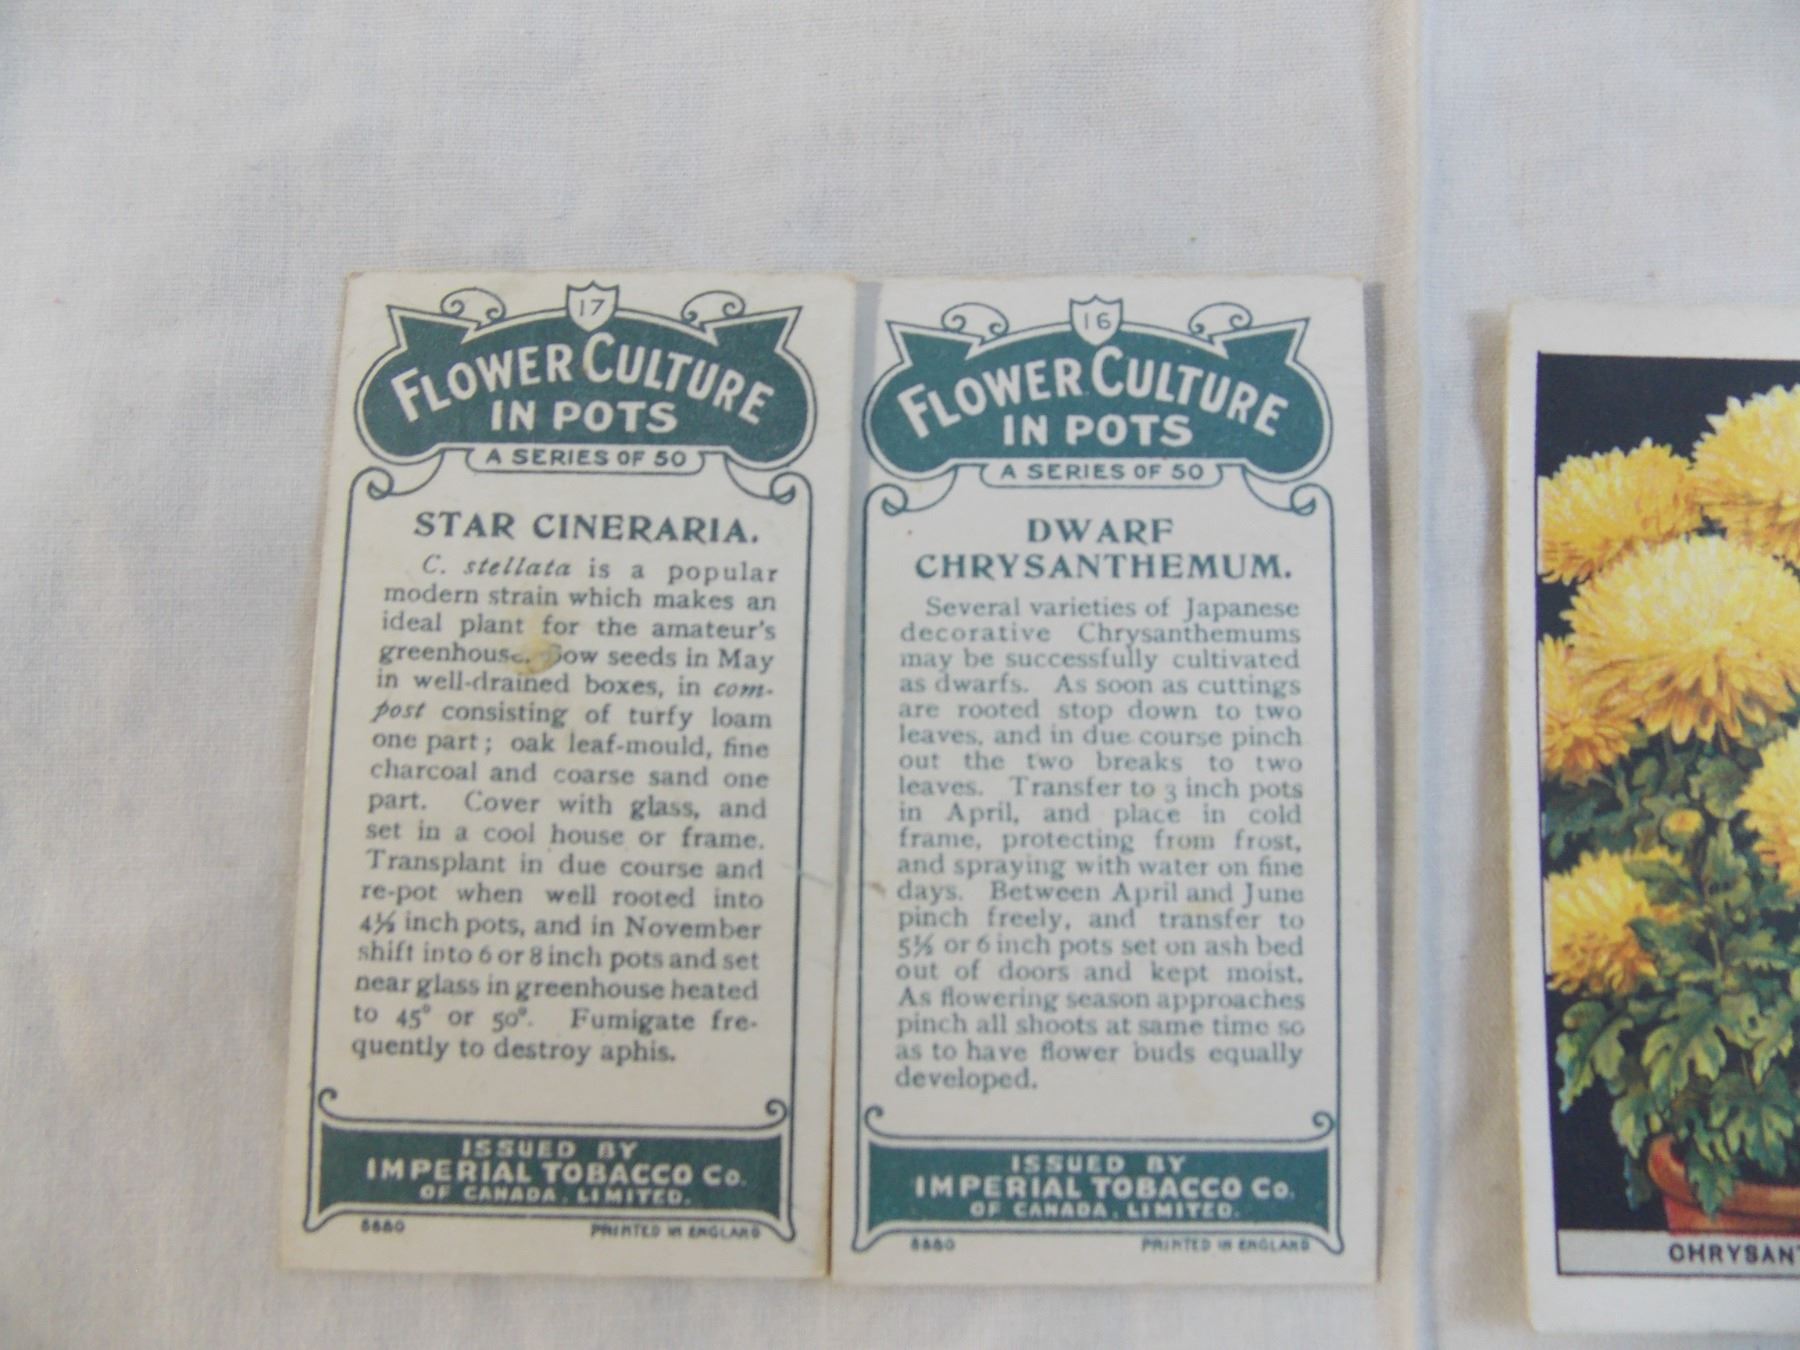 17
FLOWER CULTURE
IN POTS
A SERIES OF 50
STAR CINERARIA.
C. stellata is a popular
modern strain which makes an
ideal plant for the amateur's
greenhouse. Sow seeds in May
in well-drained boxes, in com-
post consisting of turfy loam
one part; oak leaf-mould, fine
charcoal and coarse sand one
part. Cover with glass, and
set in a cool house or frame.
Transplant in due course and
re-pot when well rooted into
4½ inch pots, and in November
shift into 6 or 8 inch pots and set
near glass in greenhouse heated
to 45° or 50°. Fumigate fre-
quently to destroy aphis.
ISSUED BY
IMPERIAL TOBACCO Co.
OF CANADA, LIMITED.
PRINTED IN ENGLAND
16
FLOWER CULTURE
IN POTS
A SERIES OF 50
DWARF
CHRYSANTHEMUM.
Several varieties of Japanese
decorative Chrysanthemums
may be successfully cultivated
as dwarfs. As soon as cuttings
are rooted stop down to two
leaves, and in due course pinch
out the two breaks to two
leaves. Transfer to 3 inch pots
in April, and place in cold
frame, protecting from frost,
and spraying with water on fine
days. Between April and June
pinch freely, and transfer to
5½ or 6 inch pots set on ash bed
out of doors and kept moist.
As flowering season approaches
pinch all shoots at same time so
as to have flower buds equally
developed.
ISSUED BY
IMPERIAL TOBACCO Co.
OF CANADA, LIMITED.
PRINTED IN ENGLAND
CHRYSAN